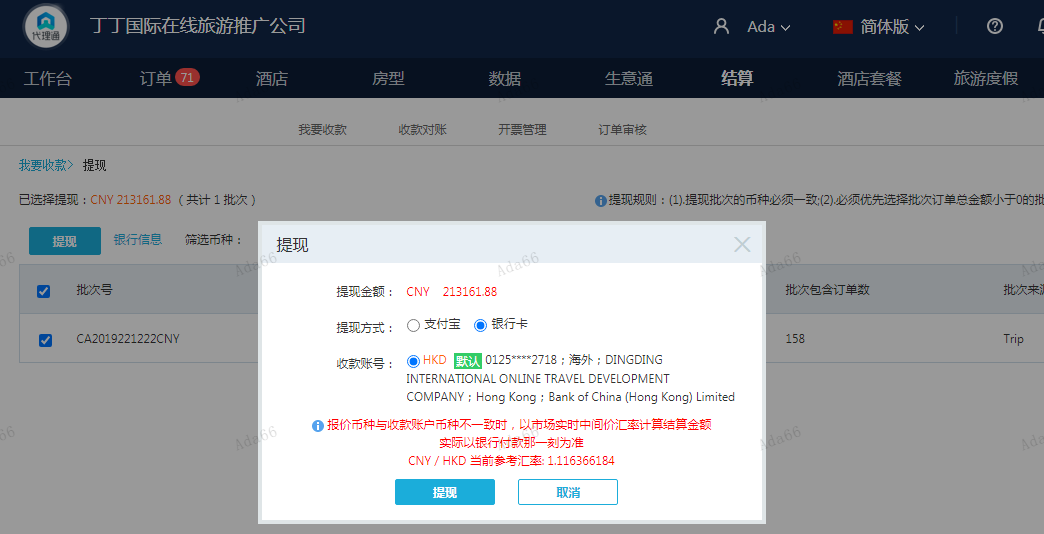 代理通
丁丁国际在线旅游推广公司
Ada
简体版
工作台
订单 71
酒店
房型
数据
生意通
结算
酒店套餐
旅游度假
我要收款
收款对账
开票管理
订单审核
我要收款> 提现
已选择提现：CNY 213161.88 （ 共计 1 批次 ）
提现规则：(1).提现批次的币种必须一致;(2).必须优先选择批次订单总金额小于0的批
提现
银行信息
筛选币种：
批次号
批次包含订单数
批次来源
CA2019221222CNY
158
Trip
提现
提现金额： CNY 213161.88
提现方式： 支付宝 银行卡
收款账号： HKD 默认 0125****2718；海外；DINGDING
INTERNATIONAL ONLINE TRAVEL DEVELOPMENT
COMPANY；Hong Kong；Bank of China (Hong Kong) Limited
报价币种与收款账户币种不一致时，以市场实时中间价汇率计算结算金额
实际以银行付款那一刻为准
CNY / HKD 当前参考汇率: 1.116366184
提现
取消
Ada66
Ada66
Ada66
Ada66
Ada66
Ada66